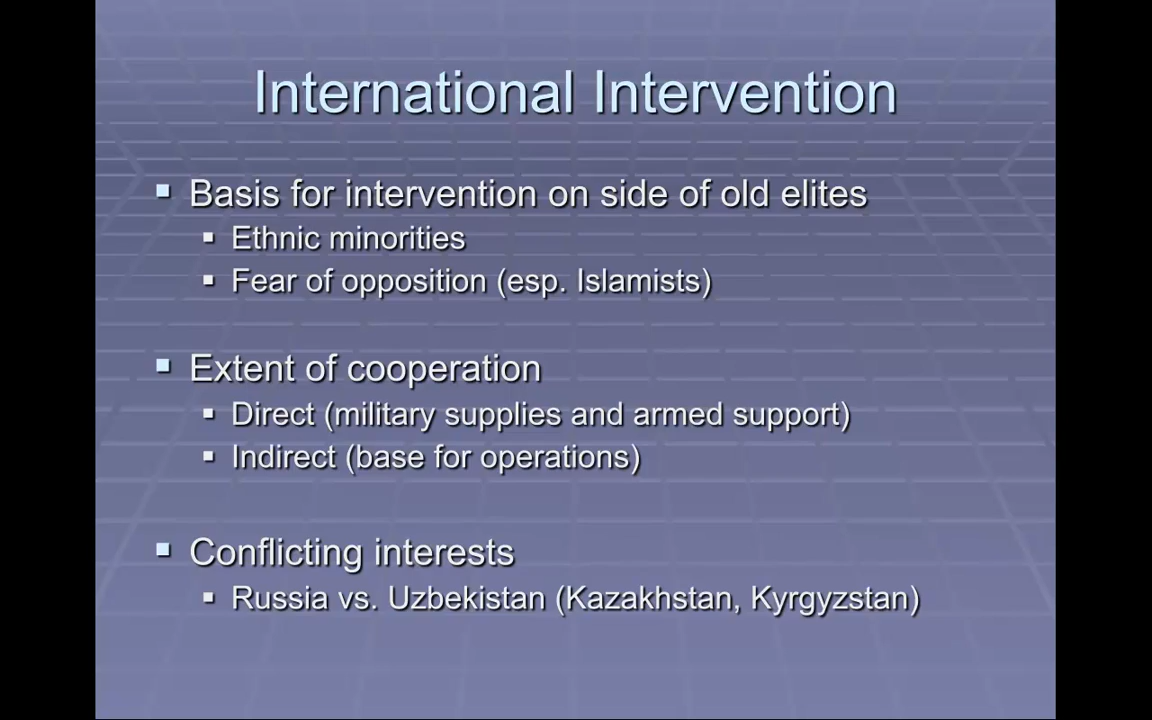 International Intervention
Basis for intervention on side of old elites
Ethnic minorities
Fear of opposition (esp. Islamists)
Extent of cooperation
Direct (military supplies and armed support)
Indirect (base for operations)
Conflicting interests
Russia vs. Uzbekistan (Kazakhstan, Kyrgyzstan)